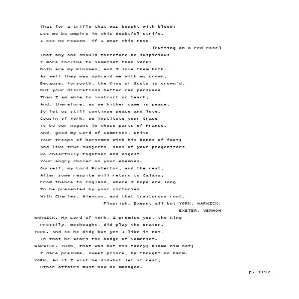 That for a trifle that was bought with blood!
Let me be umpire in this doubtful strife.
I see no reason, if I wear this rose,
[Putting on a red rose]
That any one should therefore be suspicious
I more incline to Somerset than York:
Both are my kinsmen, and I love them both;
As well they may upbraid me with my crown,
Because, forsooth, the King of Scots is crown'd.
But your discretions better can persuade
Than I am able to instruct or teach;
And, therefore, as we hither came in peace,
So let us still continue peace and love.
Cousin of York, we institute your Grace
To be our Regent in these parts of France.
And, good my Lord of Somerset, unite
Your troops of horsemen with his bands of foot;
And like true subjects, sons of your progenitors,
Go cheerfully together and digest
Your angry choler on your enemies.
Ourself, my Lord Protector, and the rest,
After some respite will return to Calais;
From thence to England, where I hope ere long
To be presented by your victories
With Charles, Alencon, and that traitorous rout.
Flourish. Exeunt all but YORK, WARWICK,
EXETER, VERNON
WARWICK. My Lord of York, I promise you, the King
Prettily, methought, did play the orator.
YORK. And so he did; but yet I like it not,
In that he wears the badge of Somerset.
WARWICK. Tush, that was but his fancy; blame him not;
I dare presume, sweet prince, he thought no harm.
YORK. An if I wist he did-but let it rest;
Other affairs must now be managed.